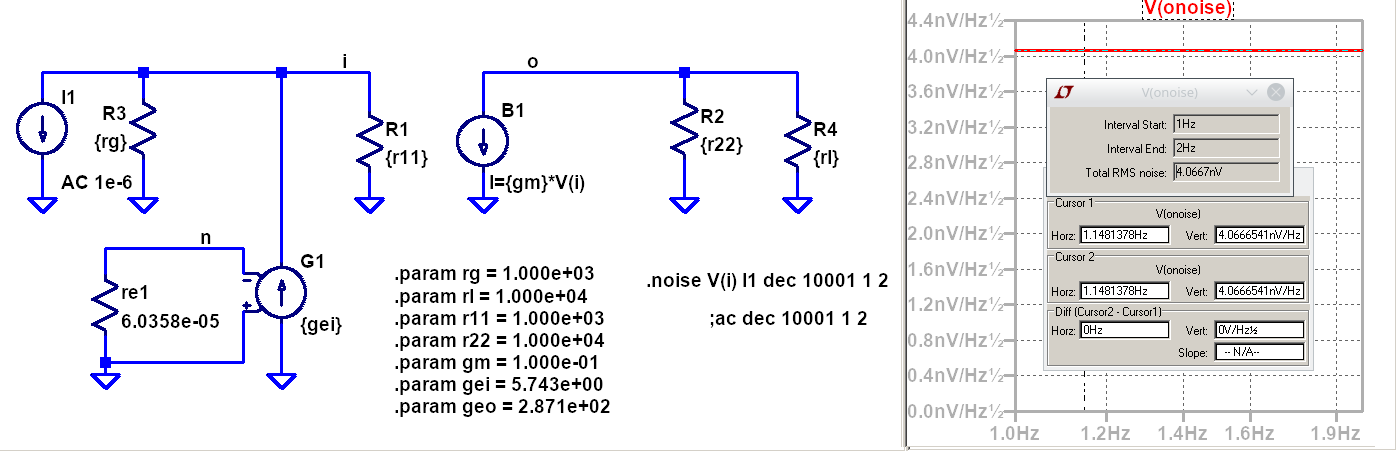 I1
AC 1e-6
R3
{rg}
i
R1
{r11}
o
B1
I={gm}*V(i)
R2
{r22}
R4
{rl}
n
re1
6.0358e-05
G1
{gei}
.param rg = 1.000e+03
.param rl = 1.000e+04
.param r11 = 1.000e+03
.param r22 = 1.000e+04
.param gm = 1.000e-01
.param gei = 5.743e+00
.param geo = 2.871e+02
.noise V(i) I1 dec 10001 1 2
;ac dec 10001 1 2
V(onoise)
4.4nV/Hz½
4.0nV/Hz½
3.6nV/Hz½
3.2nV/Hz½
2.8nV/Hz½
2.4nV/Hz½
2.0nV/Hz½
1.6nV/Hz½
1.2nV/Hz½
0.8nV/Hz½
0.4nV/Hz½
0.0nV/Hz½
1.0Hz 1.2Hz 1.4Hz 1.6Hz 1.9Hz
V(onoise)
Interval Start: 1Hz
Interval End: 2Hz
Total RMS noise: 4.0667nV
Cursor 1
V(onoise)
Horz: 1.1481378Hz Vert: 4.0666541nV/Hz
Cursor 2
V(onoise)
Horz: 1.1481378Hz Vert: 4.0666541nV/Hz
Diff (Cursor2 - Cursor1)
Horz: 0Hz Vert: 0V/Hz½
Slope: -- N/A--